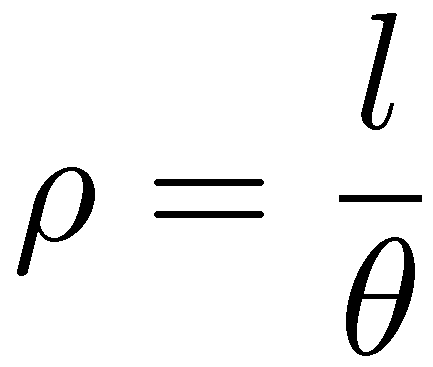 ρ = l/θ